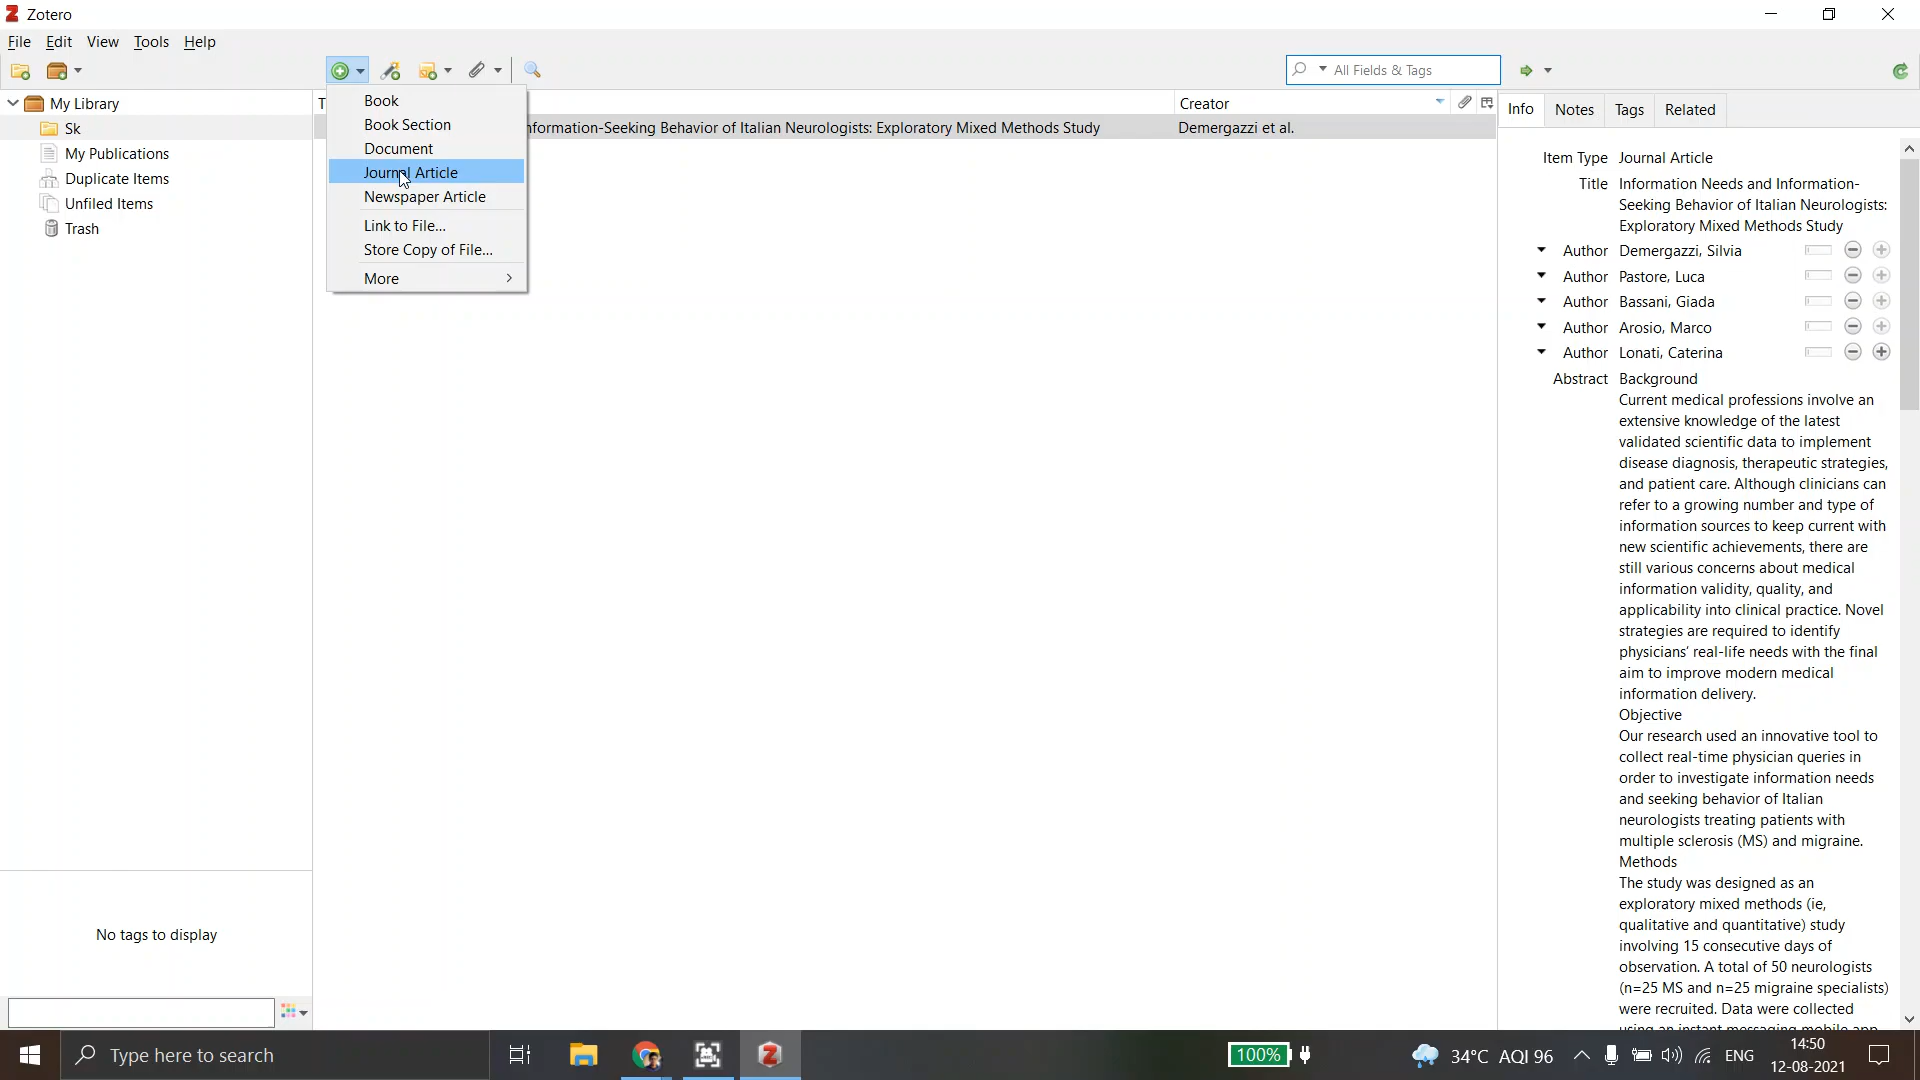 Zotero
File Edit View Tools Help
All Fields & Tags
My Library
Sk
My Publications
Duplicate Items
Unfiled Items
Trash
No tags to display
Book
Book Section
Document
Journal Article
Newspaper Article
Link to File...
Store Copy of File...
More
T
Creator
nformation-Seeking Behavior of Italian Neurologists: Exploratory Mixed Methods Study
Demergazzi et al.
Info Notes Tags Related
Item Type Journal Article
Title Information Needs and Information-
Seeking Behavior of Italian Neurologists:
Exploratory Mixed Methods Study
Author Demergazzi, Silvia
Author Pastore, Luca
Author Bassani, Giada
Author Arosio, Marco
Author Lonati, Caterina
Abstract Background
Current medical professions involve an
extensive knowledge of the latest
validated scientific data to implement
disease diagnosis, therapeutic strategies,
and patient care. Although clinicians can
refer to a growing number and type of
information sources to keep current with
new scientific achievements, there are
still various concerns about medical
information validity, quality, and
applicability into clinical practice. Novel
strategies are required to identify
physicians' real-life needs with the final
aim to improve modern medical
information delivery.
Objective
Our research used an innovative tool to
collect real-time physician queries in
order to investigate information needs
and seeking behavior of Italian
neurologists treating patients with
multiple sclerosis (MS) and migraine.
Methods
The study was designed as an
exploratory mixed methods (ie,
qualitative and quantitative) study
involving 15 consecutive days of
observation. A total of 50 neurologists
(n=25 MS and n=25 migraine specialists)
were recruited. Data were collected
using an instant messaging mobile app
Type here to search
100%
34°C AQI 96
ENG
14:50
12-08-2021